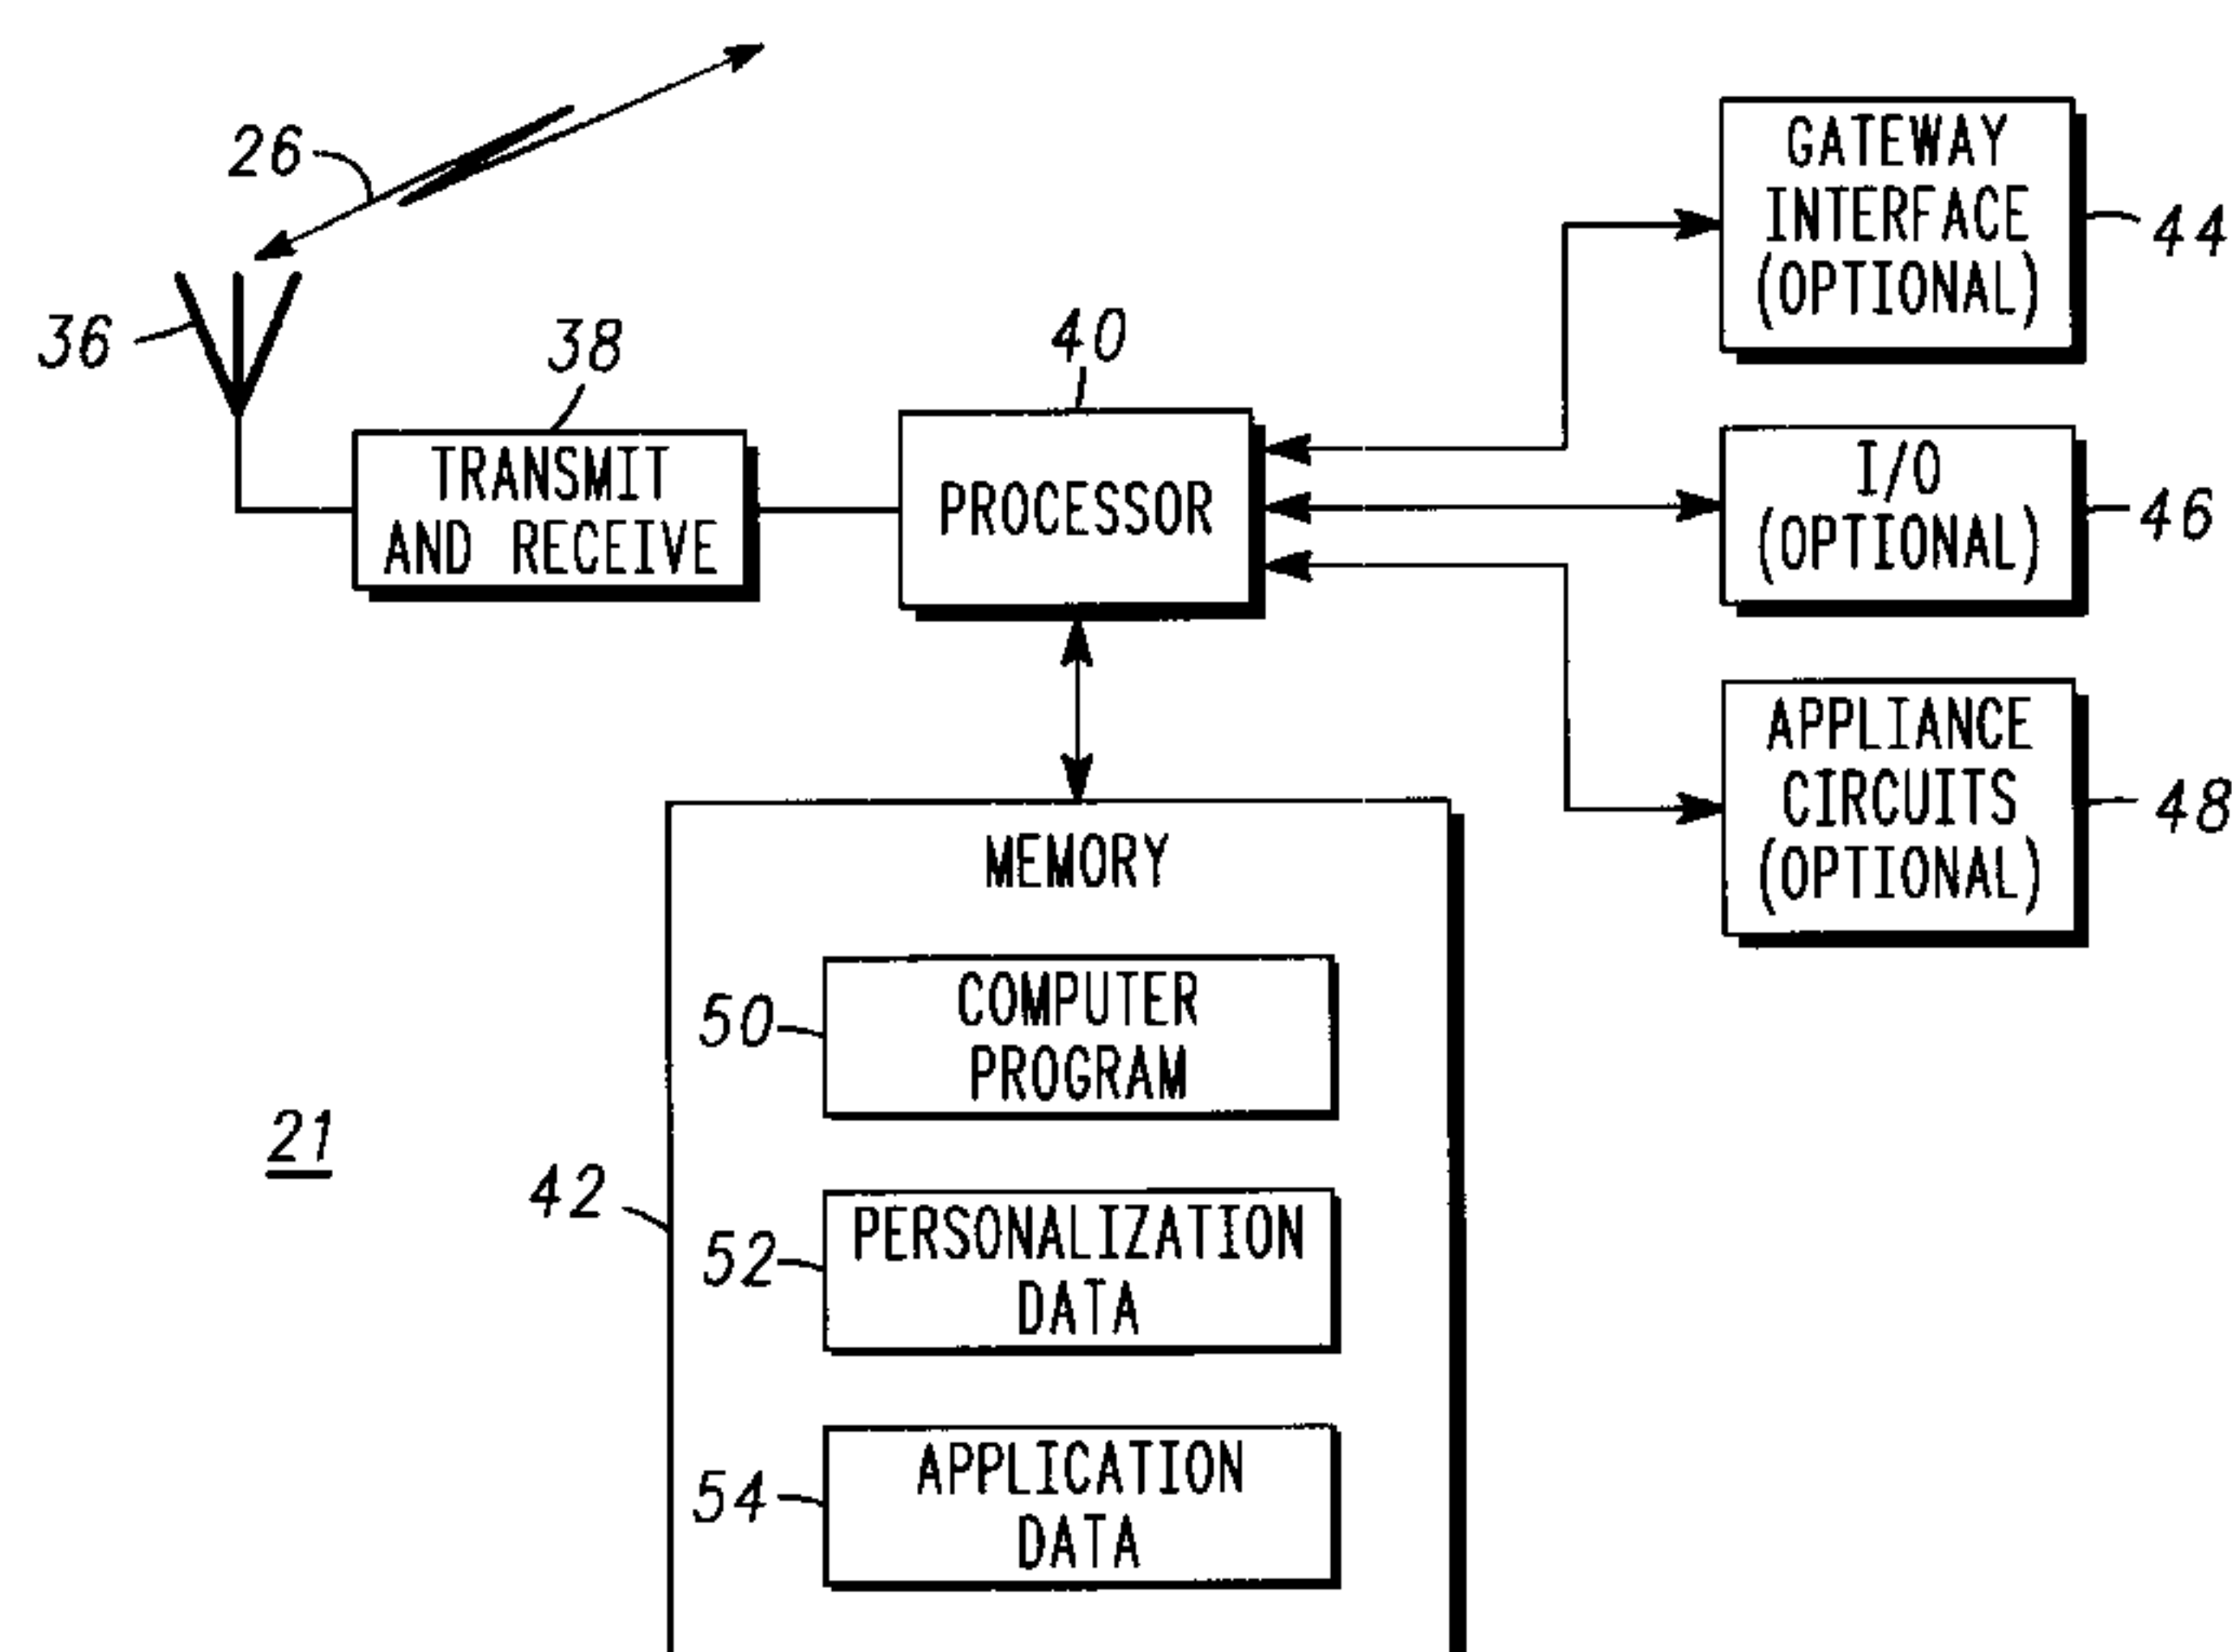 26
36
38
TRANSMIT
AND RECEIVE
40
PROCESSOR
GATEWAY
INTERFACE
(OPTIONAL)
44
I/O
(OPTIONAL)
46
APPLIANCE
CIRCUITS
(OPTIONAL)
48
MEMORY
50
COMPUTER
PROGRAM
21
42
52
PERSONALIZATION
DATA
54
APPLICATION
DATA